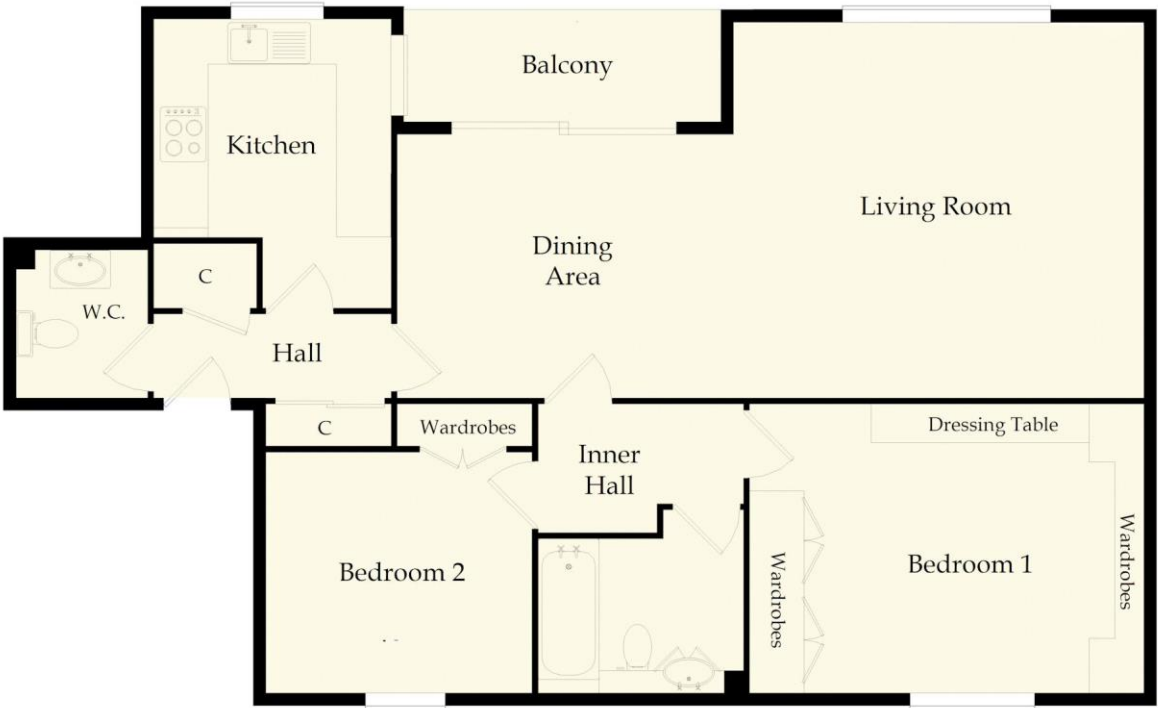 Balcony
Kitchen
Living Room
Dining
Area
C
W.C.
Hall
C
Wardrobes
Dressing Table
Inner
Hall
Bedroom 2
Wardrobes
Bedroom 1
Wardrobes